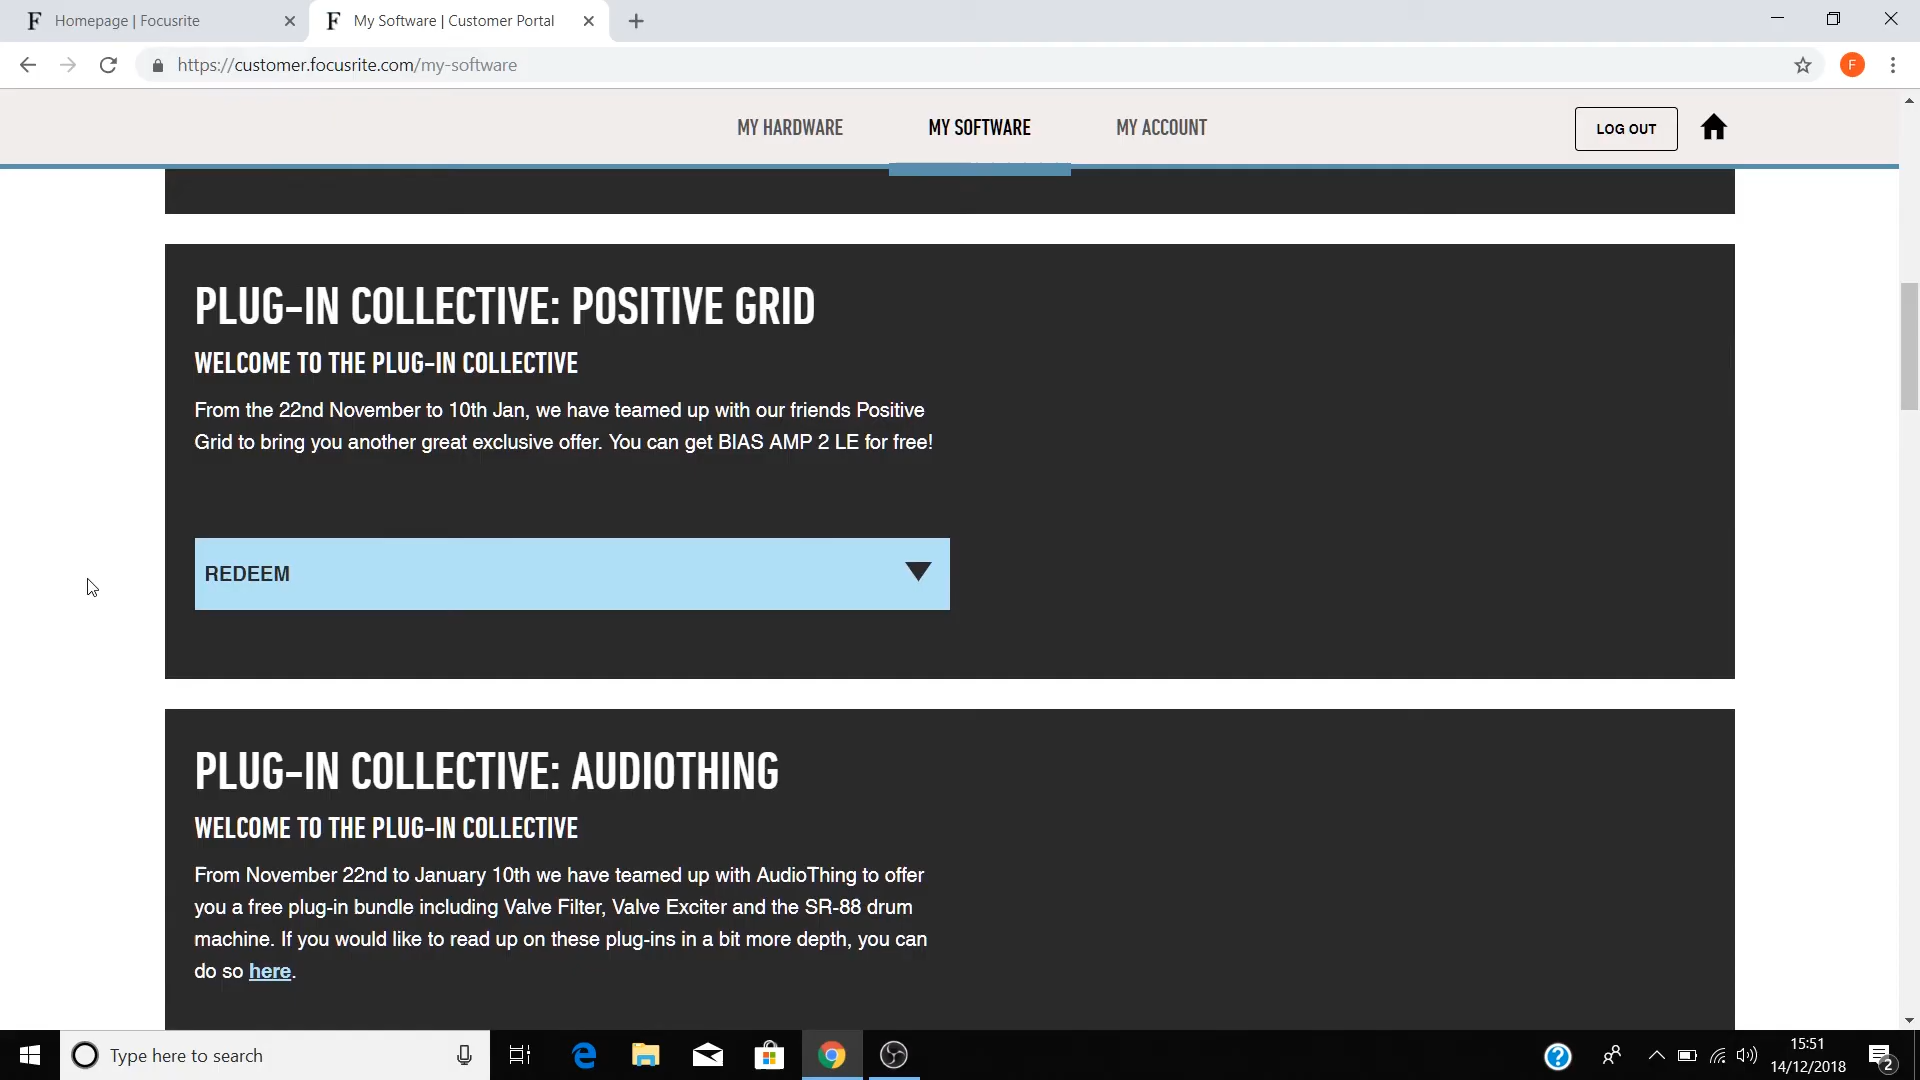 Homepage | Focusrite
My Software | Customer Portal
https://customer.focusrite.com/my-software
F
MY HARDWARE
MY SOFTWARE
MY ACCOUNT
LOG OUT
PLUG-IN COLLECTIVE: POSITIVE GRID
WELCOME TO THE PLUG-IN COLLECTIVE
From the 22nd November to 10th Jan, we have teamed up with our friends Positive
Grid to bring you another great exclusive offer. You can get BIAS AMP 2 LE for free!
REDEEM
PLUG-IN COLLECTIVE: AUDIOTHING
WELCOME TO THE PLUG-IN COLLECTIVE
From November 22nd to January 10th we have teamed up with AudioThing to offer
you a free plug-in bundle including Valve Filter, Valve Exciter and the SR-88 drum
machine. If you would like to read up on these plug-ins in a bit more depth, you can
do so here.
Type here to search
15:51
14/12/2018
2